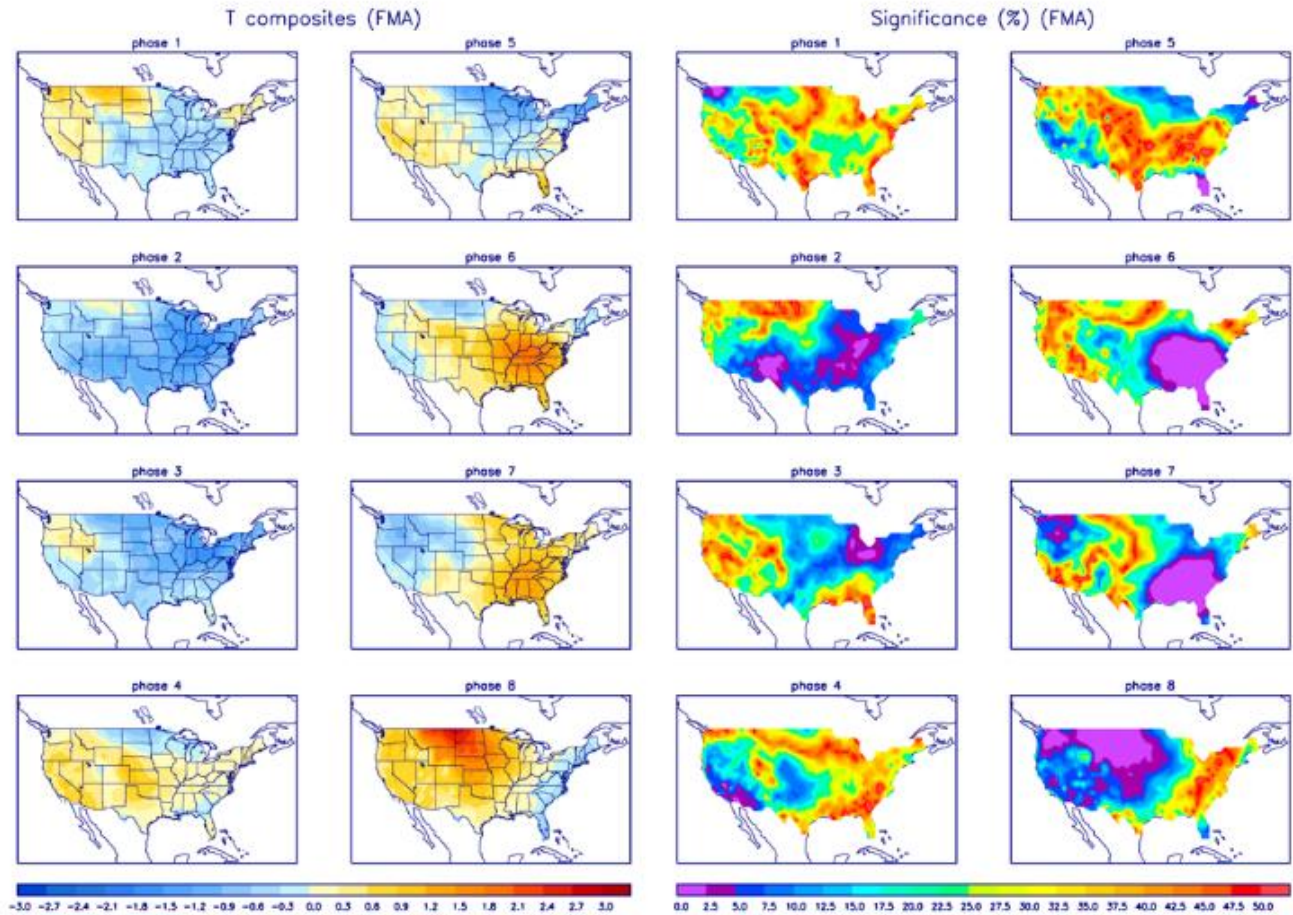 T composites (FMA)
Significance (%) (FMA)
phase 1
phase 5
phase 1
phase 5
phase 2
phase 6
phase 2
phase 6
phase 3
phase 7
phase 3
phase 7
phase 4
phase 8
phase 4
phase 8
-3.0 -2.7 -2.4 -2.1 -1.8 -1.5 -1.2 -0.9 -0.6 -0.3 0.0 0.3 0.6 0.9 1.2 1.5 1.8 2.1 2.4 2.7 3.0
0.0 2.5 5.0 7.5 10.0 12.5 15.0 17.5 20.0 22.5 25.0 27.5 30.0 32.5 35.0 37.5 40.0 42.5 45.0 47.5 50.0